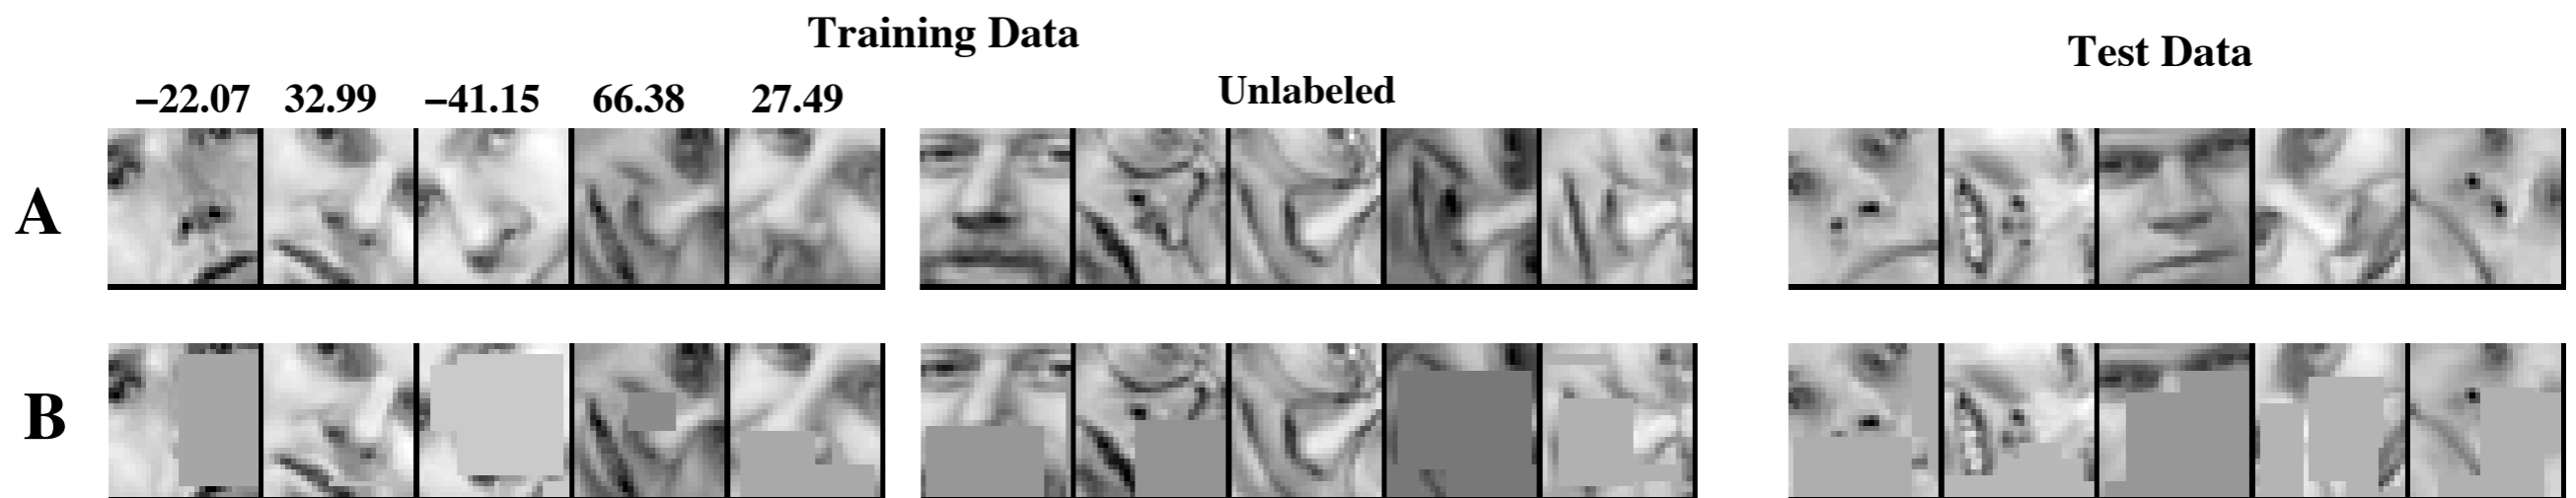 Training Data
Test Data
−22.07 32.99 −41.15 66.38 27.49
Unlabeled
A
B